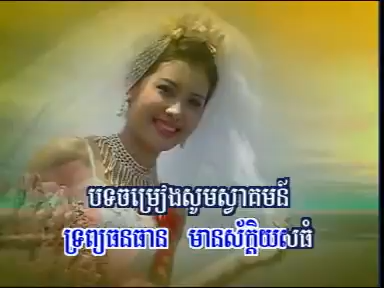 បទចម្រៀងសូមស្វាគមន៍
ទ្រព្យធនធាន មានស័ក្តិយសធំ